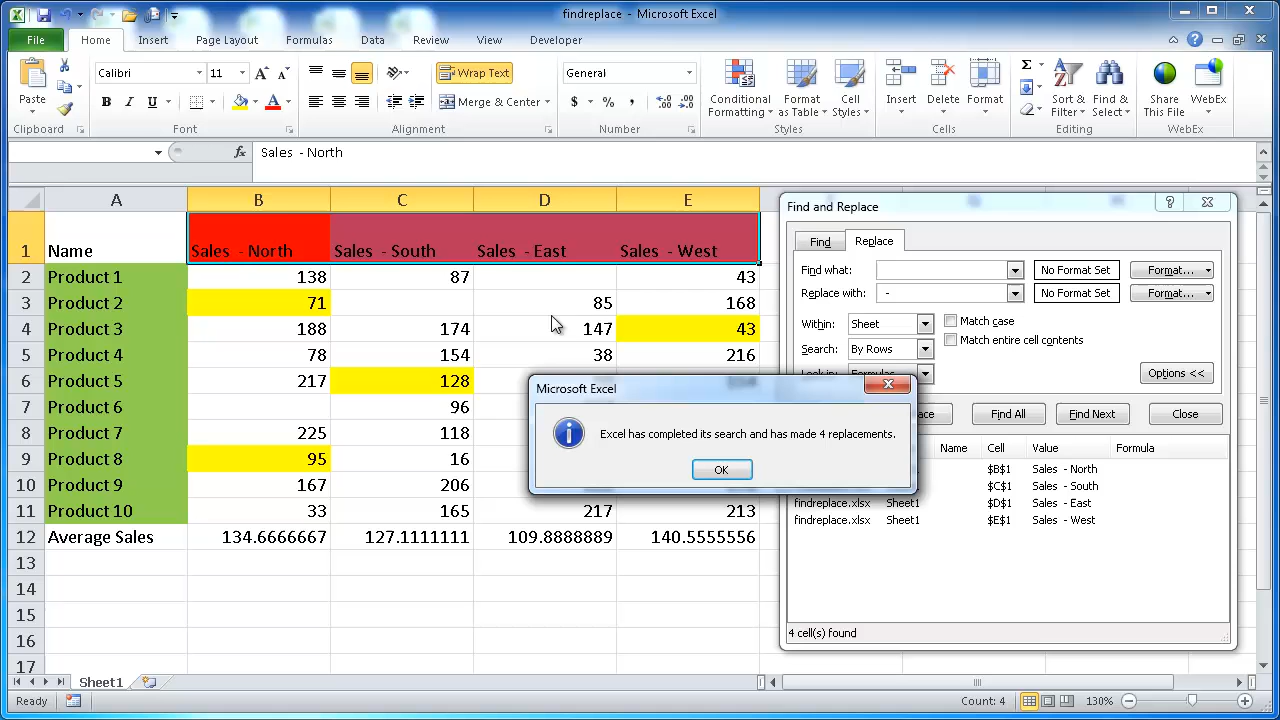 findreplace - Microsoft Excel
File Home Insert Page Layout Formulas Data Review View Developer
Paste Calibri 11 Wrap Text General Conditional Formatting Format as Table Cell Styles Insert Delete Format Sort & Filter Find & Select Share This File WebEx
B I U A Merge & Center $ % ,
Clipboard Font Alignment Number Styles Cells Editing WebEx
fx Sales - North
A B C D E
1 Name Sales - North Sales - South Sales - East Sales - West
2 Product 1 138 87 43
3 Product 2 71 85 168
4 Product 3 188 174 147 43
5 Product 4 78 154 38 216
6 Product 5 217 128
7 Product 6 96
8 Product 7 225 118
9 Product 8 95 16
10 Product 9 167 206
11 Product 10 33 165 217 213
12 Average Sales 134.6666667 127.1111111 109.8888889 140.5555556
13
14
15
16
17
Find and Replace
Find Replace
Find what: No Format Set Format...
Replace with: - No Format Set Format...
Within: Sheet Match case
Search: By Rows Match entire cell contents
Options <<
Find All Find Next Close
Name Cell Value Formula
$B$1 Sales - North
$C$1 Sales - South
findreplace.xlsx Sheet1 $D$1 Sales - East
findreplace.xlsx Sheet1 $E$1 Sales - West
4 cell(s) found
Microsoft Excel
Excel has completed its search and has made 4 replacements.
OK
Sheet1
Ready Count: 4 130%